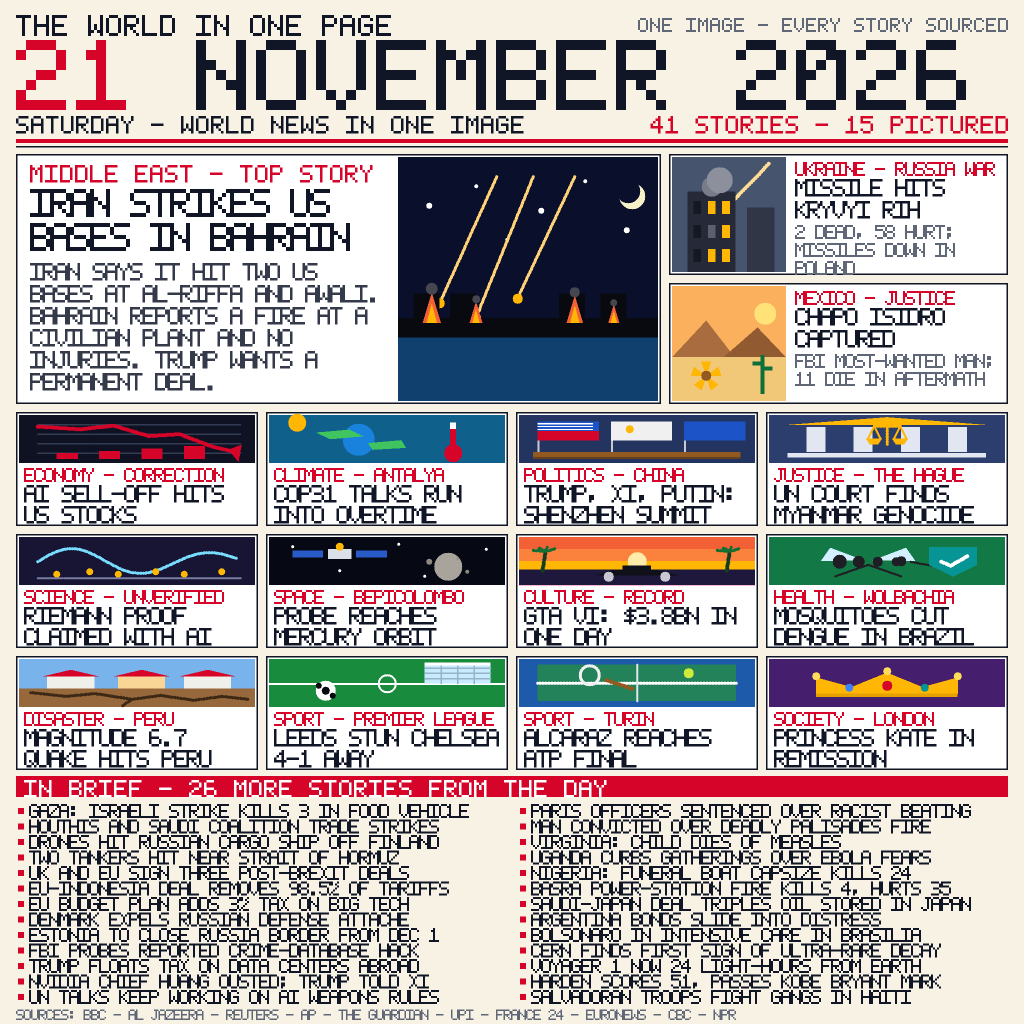 THE WORLD IN ONE PAGE
ONE IMAGE - EVERY STORY SOURCED
21 NOVEMBER 2026
SATURDAY - WORLD NEWS IN ONE IMAGE
41 STORIES - 15 PICTURED
MIDDLE EAST - TOP STORY
IRAN STRIKES US
BASES IN BAHRAIN
IRAN SAYS IT HIT TWO US
BASES AT AL-RIFFA AND AWALI.
BAHRAIN REPORTS A FIRE AT A
CIVILIAN PLANT AND NO
INJURIES. TRUMP WANTS A
PERMANENT DEAL.
UKRAINE - RUSSIA WAR
MISSILE HITS
KRYVYI RIH
2 DEAD, 58 HURT;
MISSILES DOWN IN
POLAND
MEXICO - JUSTICE
CHAPO ISIDRO
CAPTURED
FBI MOST-WANTED MAN;
11 DIE IN AFTERMATH
ECONOMY - CORRECTION
AI SELL-OFF HITS
US STOCKS
CLIMATE - ANTALYA
COP31 TALKS RUN
INTO OVERTIME
POLITICS - CHINA
TRUMP, XI, PUTIN:
SHENZHEN SUMMIT
JUSTICE - THE HAGUE
UN COURT FINDS
MYANMAR GENOCIDE
SCIENCE - UNVERIFIED
RIEMANN PROOF
CLAIMED WITH AI
SPACE - BEPICOLOMBO
PROBE REACHES
MERCURY ORBIT
CULTURE - RECORD
GTA VI: $3.8BN IN
ONE DAY
HEALTH - WOLBACHIA
MOSQUITOES CUT
DENGUE IN BRAZIL
DISASTER - PERU
MAGNITUDE 6.7
QUAKE HITS PERU
SPORT - PREMIER LEAGUE
LEEDS STUN CHELSEA
4-1 AWAY
SPORT - TURIN
ALCARAZ REACHES
ATP FINAL
SOCIETY - LONDON
PRINCESS KATE IN
REMISSION
IN BRIEF - 26 MORE STORIES FROM THE DAY
GAZA: ISRAELI STRIKE KILLS 3 IN FOOD VEHICLE
HOUTHIS AND SAUDI COALITION TRADE STRIKES
DRONES HIT RUSSIAN CARGO SHIP OFF FINLAND
TWO TANKERS HIT NEAR STRAIT OF HORMUZ
UK AND EU SIGN THREE POST-BREXIT DEALS
EU-INDONESIA DEAL REMOVES 98.5% OF TARIFFS
EU BUDGET PLAN ADDS 3% TAX ON BIG TECH
DENMARK EXPELS RUSSIAN DEFENSE ATTACHE
ESTONIA TO CLOSE RUSSIA BORDER FROM DEC 1
FBI PROBES REPORTED CRIME-DATABASE HACK
TRUMP FLOATS TAX ON DATA CENTERS ABROAD
NVIDIA CHIEF HUANG OUSTED; TRUMP TOLD XI
UN TALKS KEEP WORKING ON AI WEAPONS RULES
PARIS OFFICERS SENTENCED OVER RACIST BEATING
MAN CONVICTED OVER DEADLY PALISADES FIRE
VIRGINIA: CHILD DIES OF MEASLES
UGANDA CURBS GATHERINGS OVER EBOLA FEARS
NIGERIA: FUNERAL BOAT CAPSIZE KILLS 24
BASRA POWER-STATION FIRE KILLS 4, HURTS 35
SAUDI-JAPAN DEAL TRIPLES OIL STORED IN JAPAN
ARGENTINA BONDS SLIDE INTO DISTRESS
BOLSONARO IN INTENSIVE CARE IN BRASILIA
CERN FINDS FIRST SIGN OF ULTRA-RARE DECAY
VOYAGER 1 NOW 24 LIGHT-HOURS FROM EARTH
HARDEN SCORES 51, PASSES KOBE BRYANT MARK
SALVADORAN TROOPS FIGHT GANGS IN HAITI
SOURCES: BBC - AL JAZEERA - REUTERS - AP - THE GUARDIAN - UPI - FRANCE 24 - EURONEWS - CBC - NPR